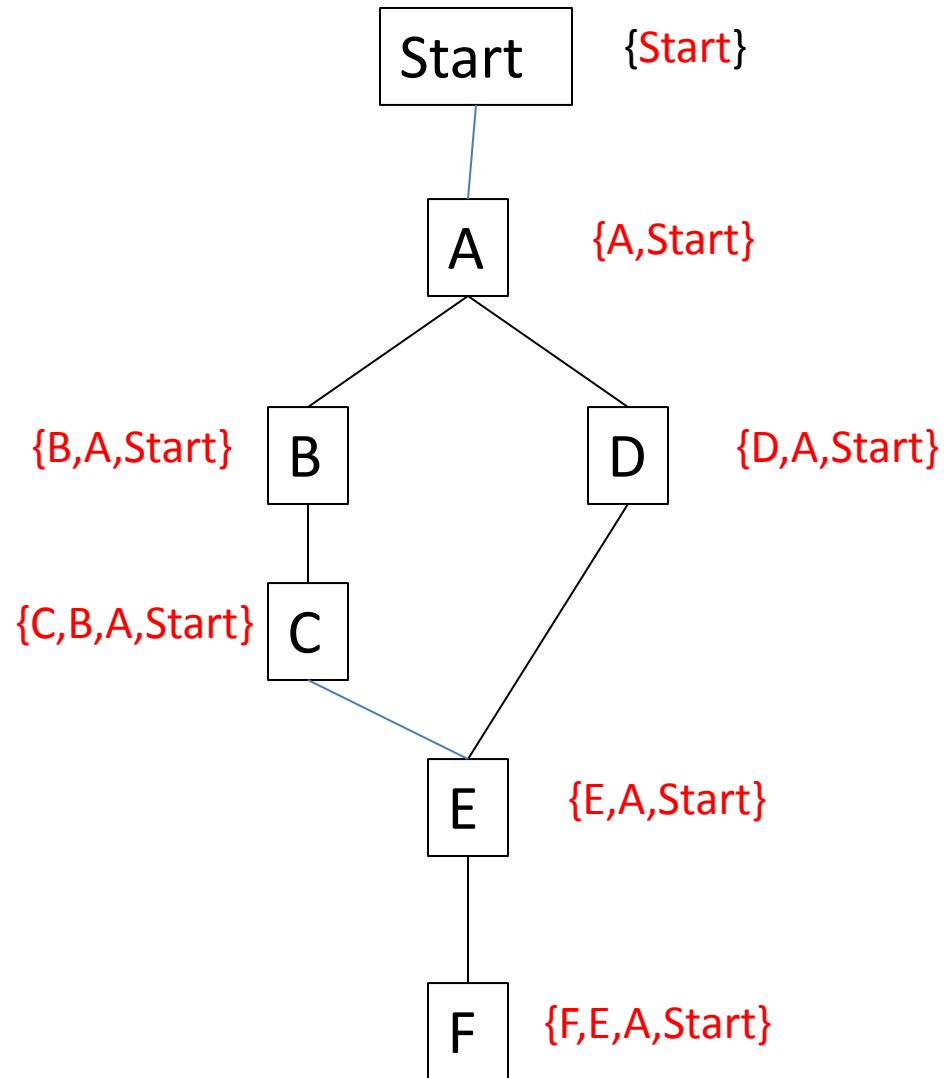 Start {Start}
A {A,Start}
{B,A,Start} B D {D,A,Start}
{C,B,A,Start} C
E {E,A,Start}
F {F,E,A,Start}